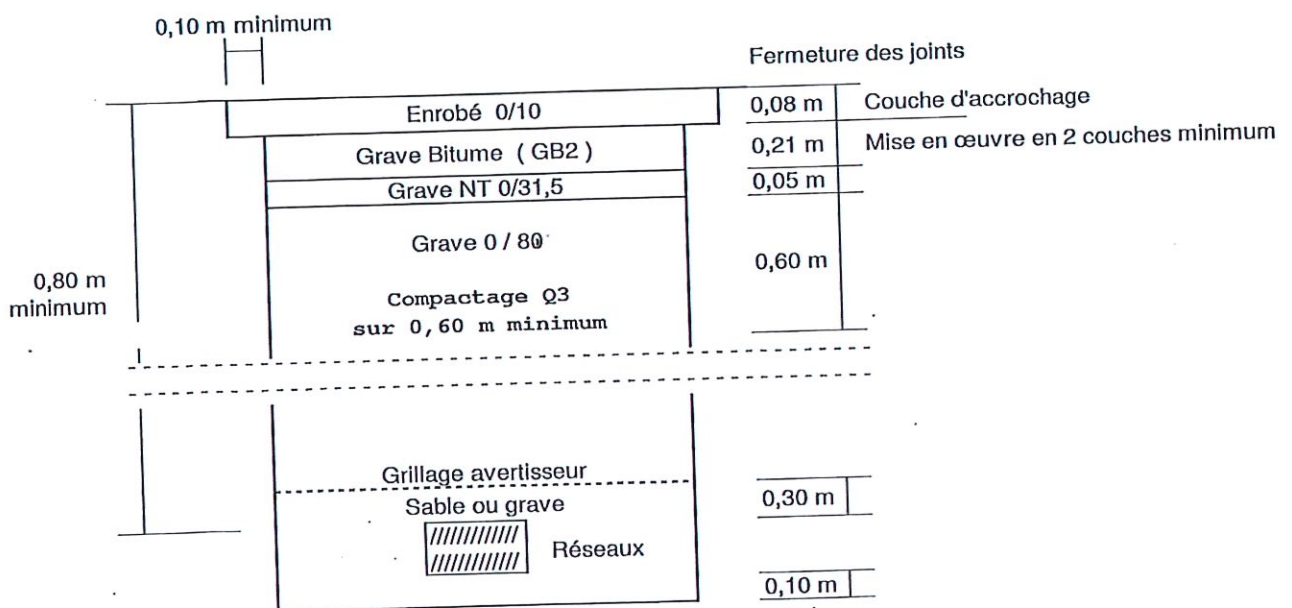 0,10 m minimum
Fermeture des joints
Enrobé 0/10
0,08 m
Couche d'accrochage
Grave Bitume ( GB2 )
0,21 m
Mise en œuvre en 2 couches minimum
Grave NT 0/31,5
0,05 m
Grave 0 / 80
0,60 m
0,80 m
minimum
Compactage Q3
sur 0,60 m minimum
Grillage avertisseur
Sable ou grave
0,30 m
Réseaux
0,10 m